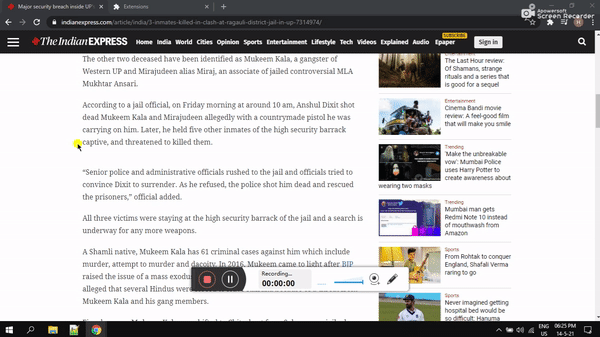 Major security breach inside UP'
Extensions
indianexpress.com/article/india/3-inmates-killed-in-clash-at-ragauli-district-jail-in-up-7314974/
Apowersoft
Screen Recorder
The Indian EXPRESS
Home India World Cities Opinion Sports Entertainment Lifestyle Tech Videos Explained Audio Epaper
SUBSCRIBE
Sign in
The other two deceased have been identified as Mukeem Kala, a gangster of
Western UP and Mirajudeen alias Miraj, an associate of jailed controversial MLA
Mukhtar Ansari.
According to a jail official, on Friday morning at around 10 am, Anshul Dixit shot
dead Mukeem Kala and Mirajudeen allegedly with a countrymade pistol he was
carrying on him. Later, he held five other inmates of the high security barrack
captive, and threatened to killed them.
“Senior police and administrative officials rushed to the jail and officials tried to
convince Dixit to surrender. As he refused, the police shot him dead and rescued
the prisoners,” official added.
All three victims were staying at the high security barrack of the jail and a search is
underway for any more weapons.
A Shamli native, Mukeem Kala has 61 criminal cases against him which include
murder, attempt to murder and dacoity. In 2016, Mukeem came to light after BJP
raised the issue of mass exodus
alleged that several Hindus were
Mukeem Kala and his gang members.
The Last Hour review:
Of Shamans, strange
rituals and a series that
is good for a sequel
Entertainment
Cinema Bandi movie
review: A feel-good film
that will make you smile
Trending
'Make the unbreakable
vow': Mumbai Police
uses Harry Potter to
create awareness about
wearing two masks
Trending
Mumbai man gets
Redmi Note 10 instead
of mouthwash from
Amazon
Sports
From Rohtak to conquer
England, Shafali Verma
raring to go
Sports
Never imagined getting
hospital bed would
be so difficult: Hanuma
Recording...
00:00:00
ENG
US
06:25 PM
14-5-21